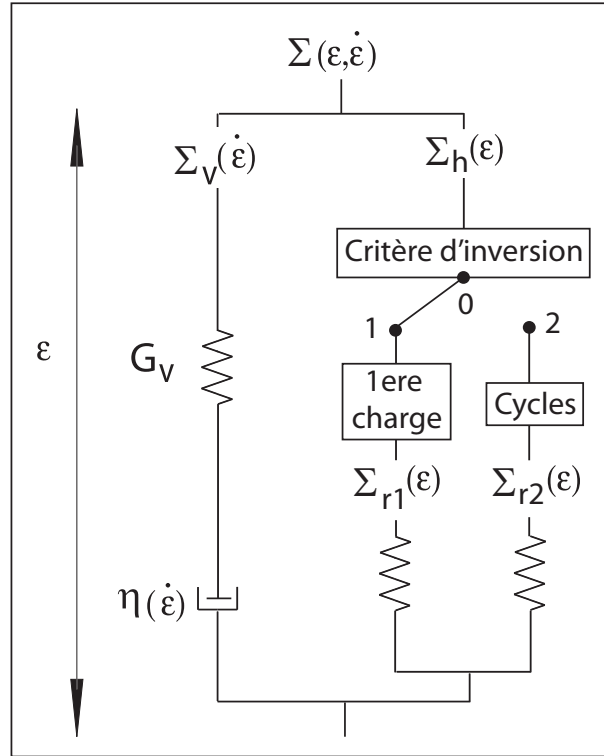 Σ(ε,ε̇)
Σv(ε̇)
Σh(ε)
Critère d'inversion
0
1
2
ε
Gv
1ere
charge
Cycles
Σr1(ε)
Σr2(ε)
η(ε̇)